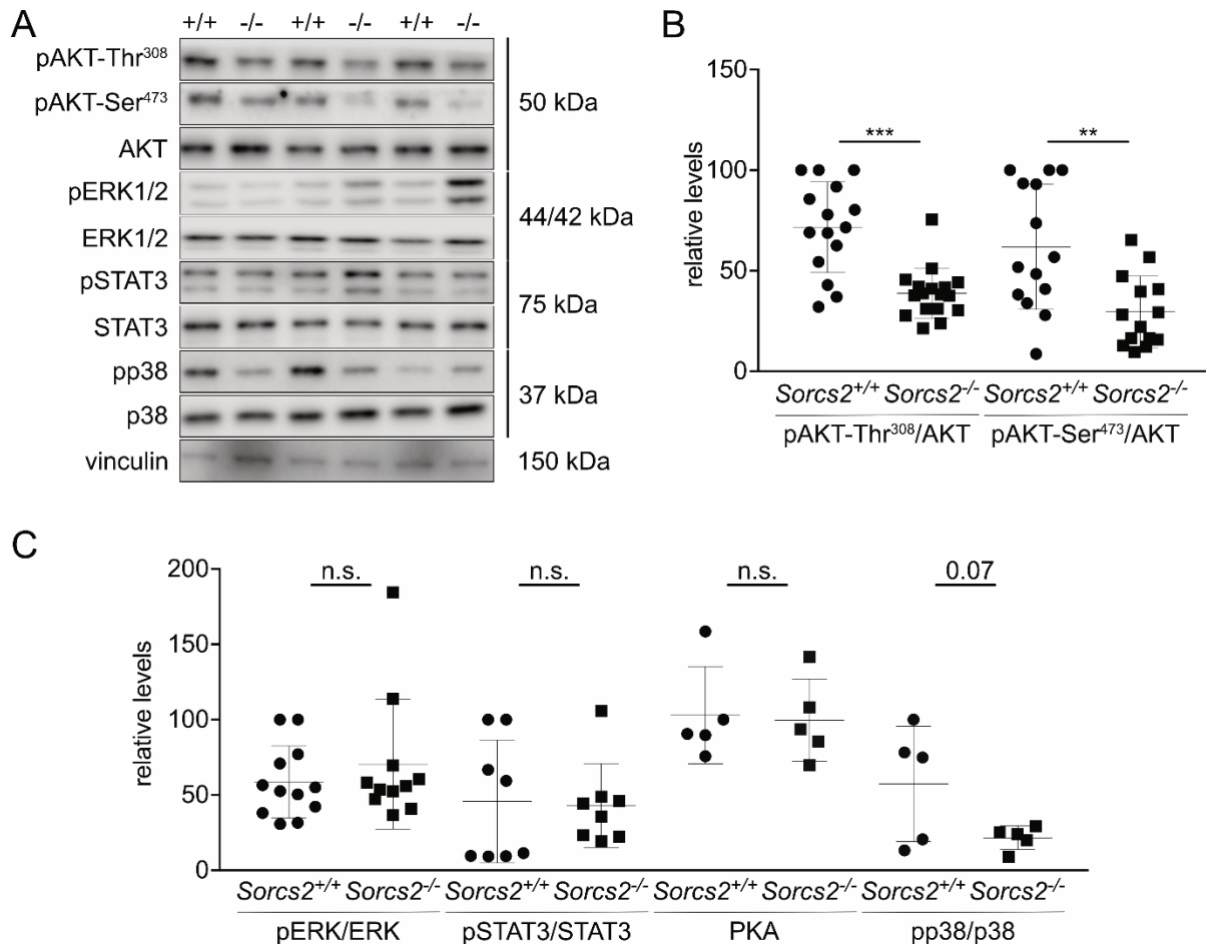 A
+/+ -/- +/+ -/- +/+ -/-
pAKT-Thr³⁰⁸
pAKT-Ser⁴⁷³
50 kDa
AKT
pERK1/2
44/42 kDa
ERK1/2
pSTAT3
75 kDa
STAT3
pp38
37 kDa
p38
vinculin
150 kDa
B
relative levels
150
100
50
0
***
**
Sorcs2⁺/⁺ Sorcs2⁻/⁻ Sorcs2⁺/⁺ Sorcs2⁻/⁻
pAKT-Thr³⁰⁸/AKT pAKT-Ser⁴⁷³/AKT
C
relative levels
200
150
100
50
0
n.s. n.s. n.s. 0.07
Sorcs2⁺/⁺ Sorcs2⁻/⁻ Sorcs2⁺/⁺ Sorcs2⁻/⁻ Sorcs2⁺/⁺ Sorcs2⁻/⁻ Sorcs2⁺/⁺ Sorcs2⁻/⁻
pERK/ERK pSTAT3/STAT3 PKA pp38/p38